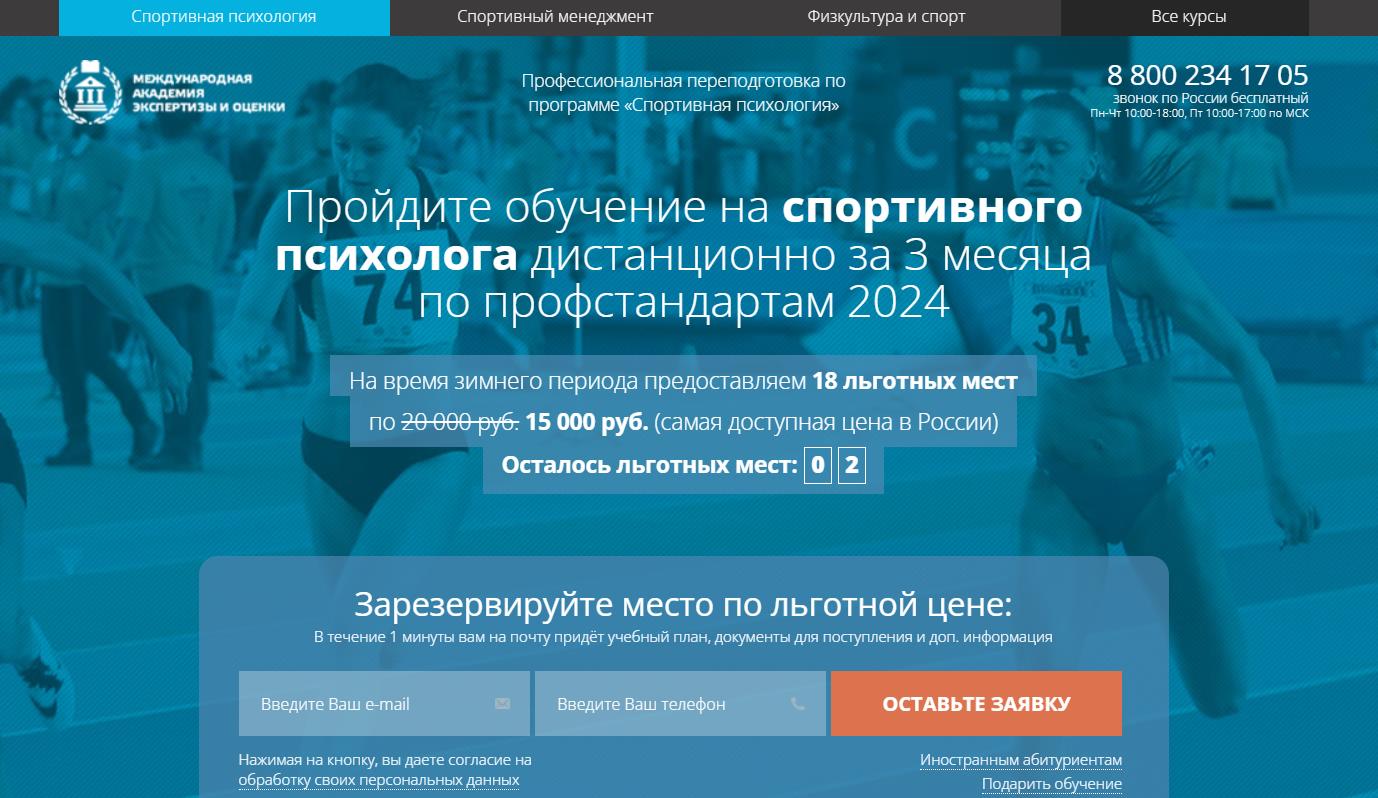 Спортивная психология
Спортивный менеджмент
Физкультура и спорт
Все курсы
МЕЖДУНАРОДНАЯ
АКАДЕМИЯ
ЭКСПЕРТИЗЫ И ОЦЕНКИ
Профессиональная переподготовка по
программе «Спортивная психология»
8 800 234 17 05
звонок по России бесплатный
Пн-Чт 10:00-18:00, Пт 10:00-17:00 по МСК
Пройдите обучение на спортивного
психолога дистанционно за 3 месяца
по профстандартам 2024
74
34
На время зимнего периода предоставляем 18 льготных мест
по 20 000 руб. 15 000 руб. (самая доступная цена в России)
Осталось льготных мест: 0 2
Зарезервируйте место по льготной цене:
В течение 1 минуты вам на почту придёт учебный план, документы для поступления и доп. информация
Введите Ваш e-mail
Введите Ваш телефон
ОСТАВЬТЕ ЗАЯВКУ
Нажимая на кнопку, вы даете согласие на
обработку своих персональных данных
Иностранным абитуриентам
Подарить обучение